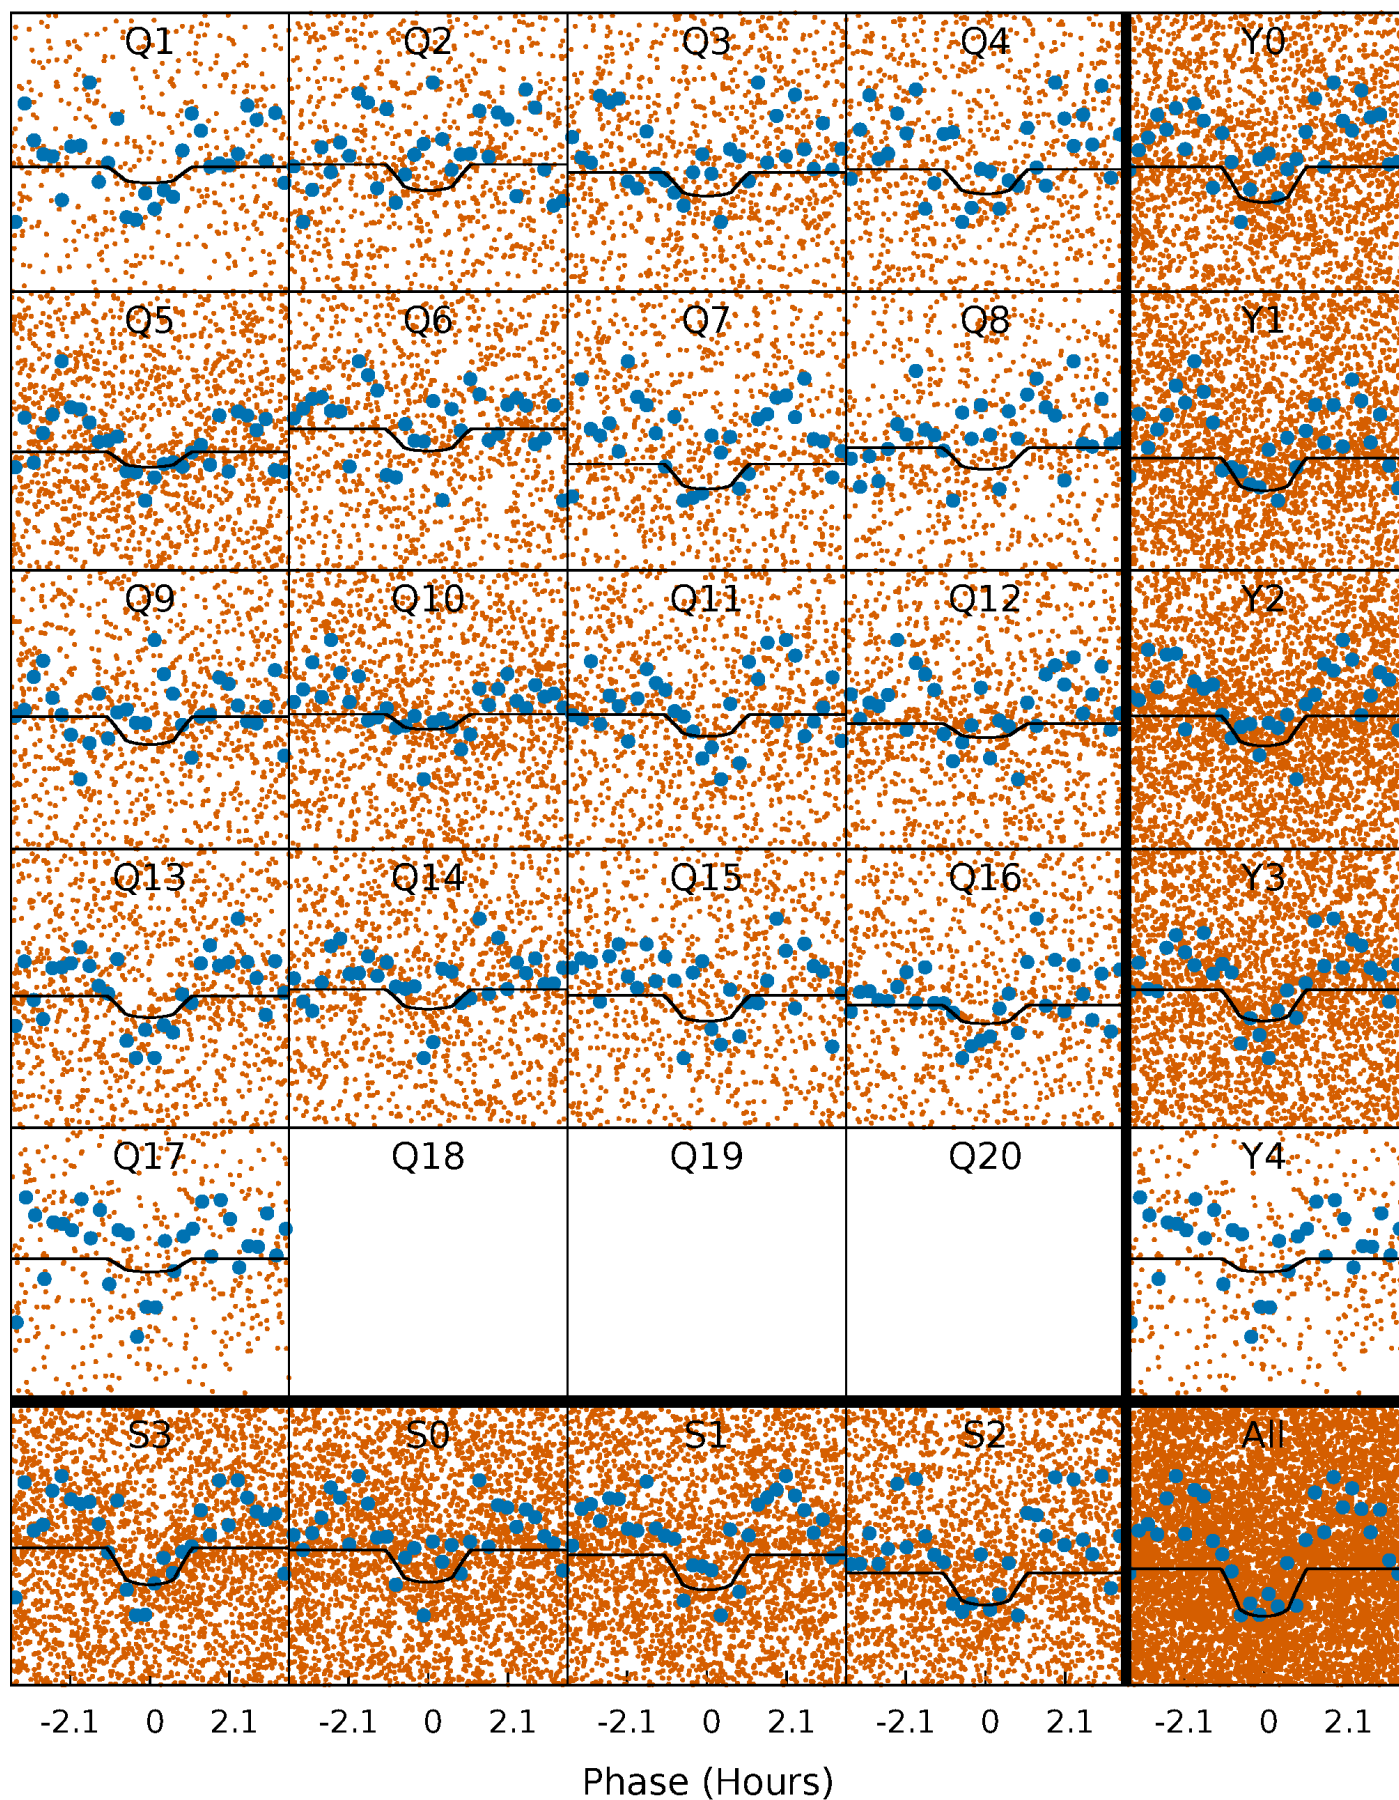 Q1 Q2 Q3 Q4 Y0
Q5 Q6 Q7 Q8 Y1
Q9 Q10 Q11 Q12 Y2
Q13 Q14 Q15 Q16 Y3
Q17 Q18 Q19 Q20 Y4
S3 S0 S1 S2 All
-2.1 0 2.1 -2.1 0 2.1 -2.1 0 2.1 -2.1 0 2.1 -2.1 0 2.1
Phase (Hours)